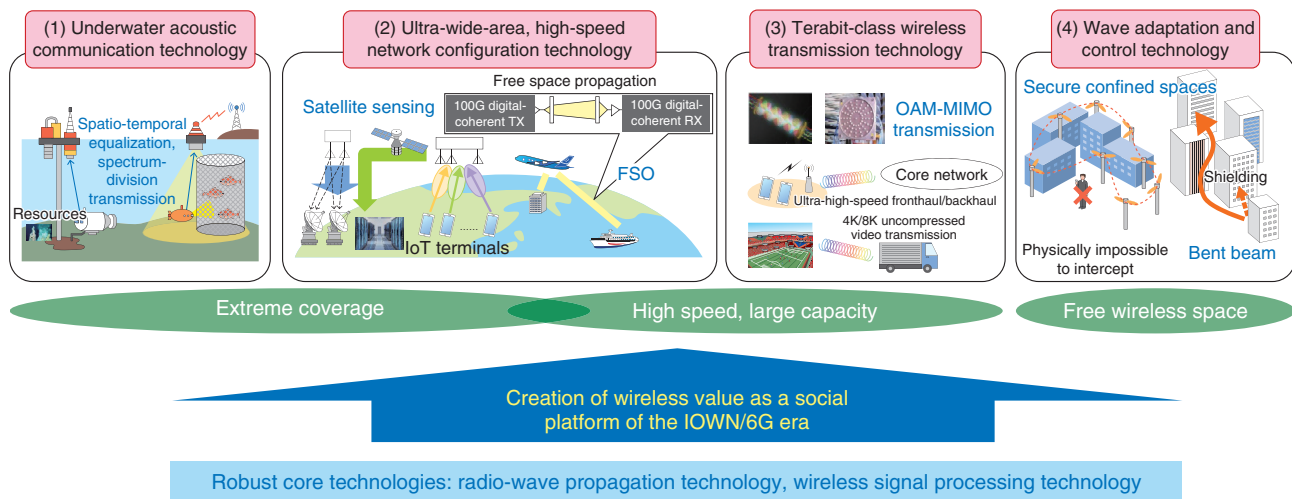 (1) Underwater acoustic
communication technology
Spatio-temporal
equalization,
spectrum-
division
transmission
Resources
(2) Ultra-wide-area, high-speed
network configuration technology
Free space propagation
Satellite sensing
100G digital-
coherent TX
100G digital-
coherent RX
FSO
......
IoT terminals
(3) Terabit-class wireless
transmission technology
OAM-MIMO
transmission
Core network
Ultra-high-speed fronthaul/backhaul
4K/8K uncompressed
video transmission
(4) Wave adaptation and
control technology
Secure confined spaces
Shielding
Physically impossible
to intercept
Bent beam
Extreme coverage
High speed, large capacity
Free wireless space
Creation of wireless value as a social
platform of the IOWN/6G era
Robust core technologies: radio-wave propagation technology, wireless signal processing technology